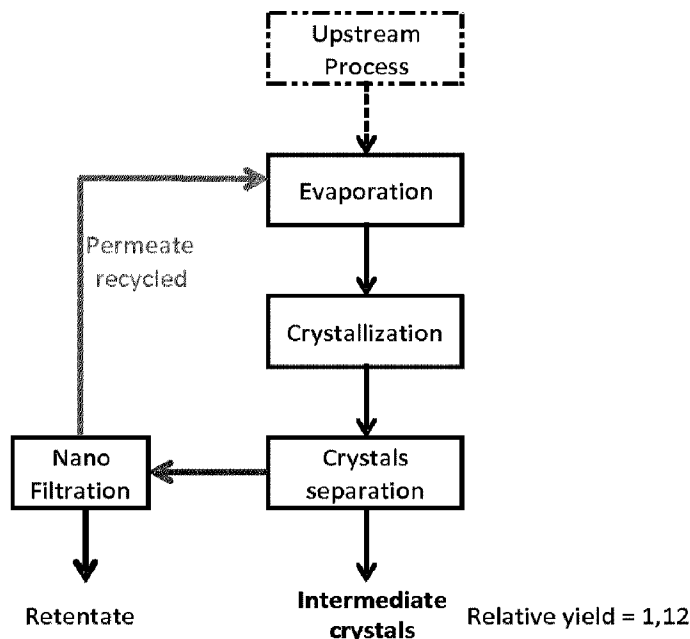 Upstream
Process
Evaporation
Permeate
recycled
Crystallization
Nano
Filtration
Crystals
separation
Retentate
Intermediate
crystals
Relative yield = 1,12